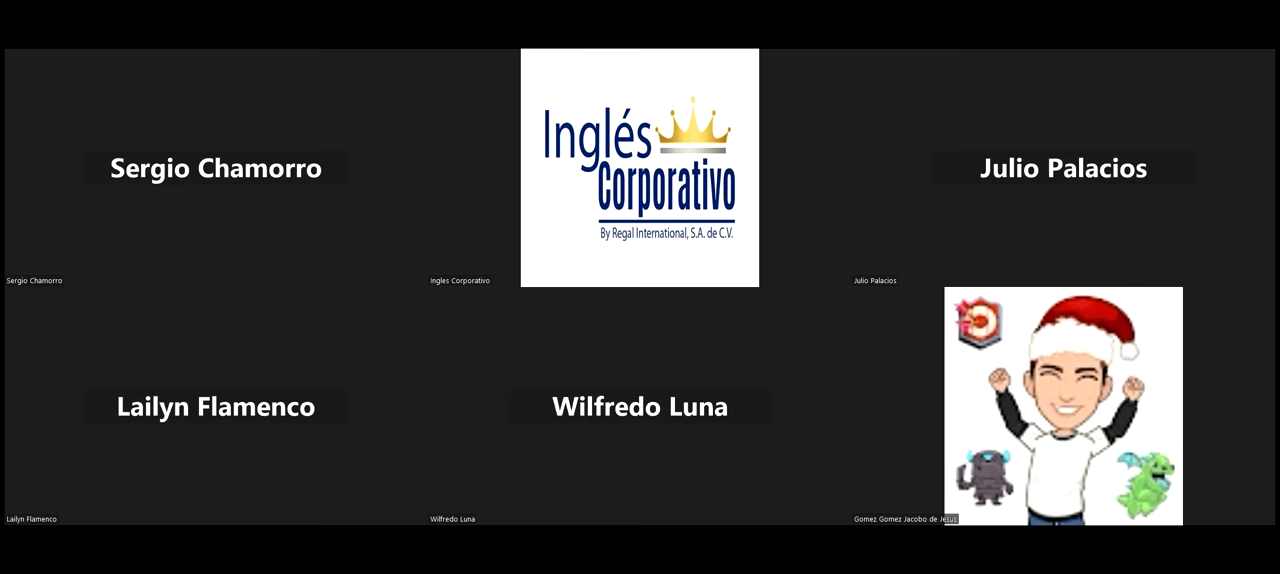 Sergio Chamorro
Sergio Chamorro
Inglés
Corporativo
By Regal International, S.A. de C.V.
Ingles Corporativo
Julio Palacios
Julio Palacios
Lailyn Flamenco
Lailyn Flamenco
Wilfredo Luna
Wilfredo Luna
Gomez Gomez Jacobo de Jesus